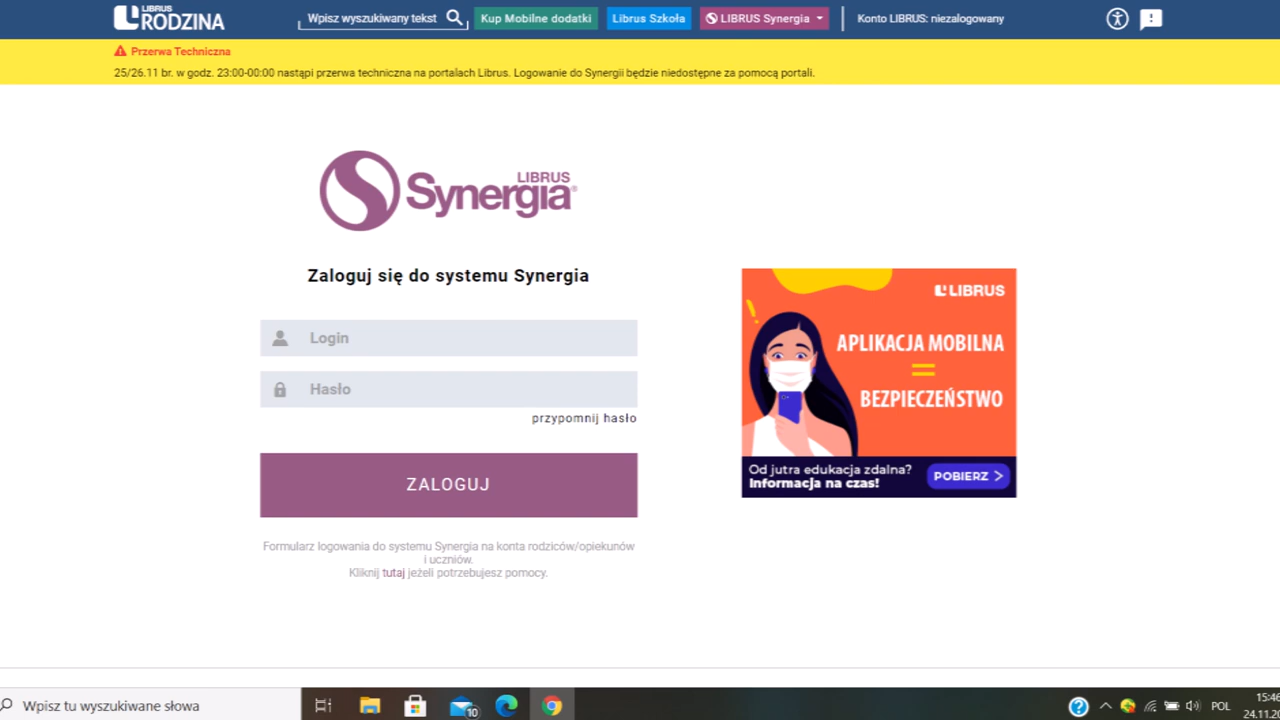 LIBRUS
RODZINA
Wpisz wyszukiwany tekst
Kup Mobilne dodatki
Librus Szkoła
LIBRUS Synergia
Konto LIBRUS: niezalogowany
Przerwa Techniczna
25/26.11 br. w godz. 23:00-00:00 nastąpi przerwa techniczna na portalach Librus. Logowanie do Synergii będzie niedostępne za pomocą portali.
LIBRUS
Synergia
Zaloguj się do systemu Synergia
Login
Hasło
przypomnij hasło
ZALOGUJ
Formularz logowania do systemu Synergia na konta rodziców/opiekunów
i uczniów.
Kliknij tutaj jeżeli potrzebujesz pomocy.
LIBRUS
APLIKACJA MOBILNA
=
BEZPIECZEŃSTWO
Od jutra edukacja zdalna?
Informacja na czas!
POBIERZ >
Wpisz tu wyszukiwane słowa
10
POL
15:46
24.11.20